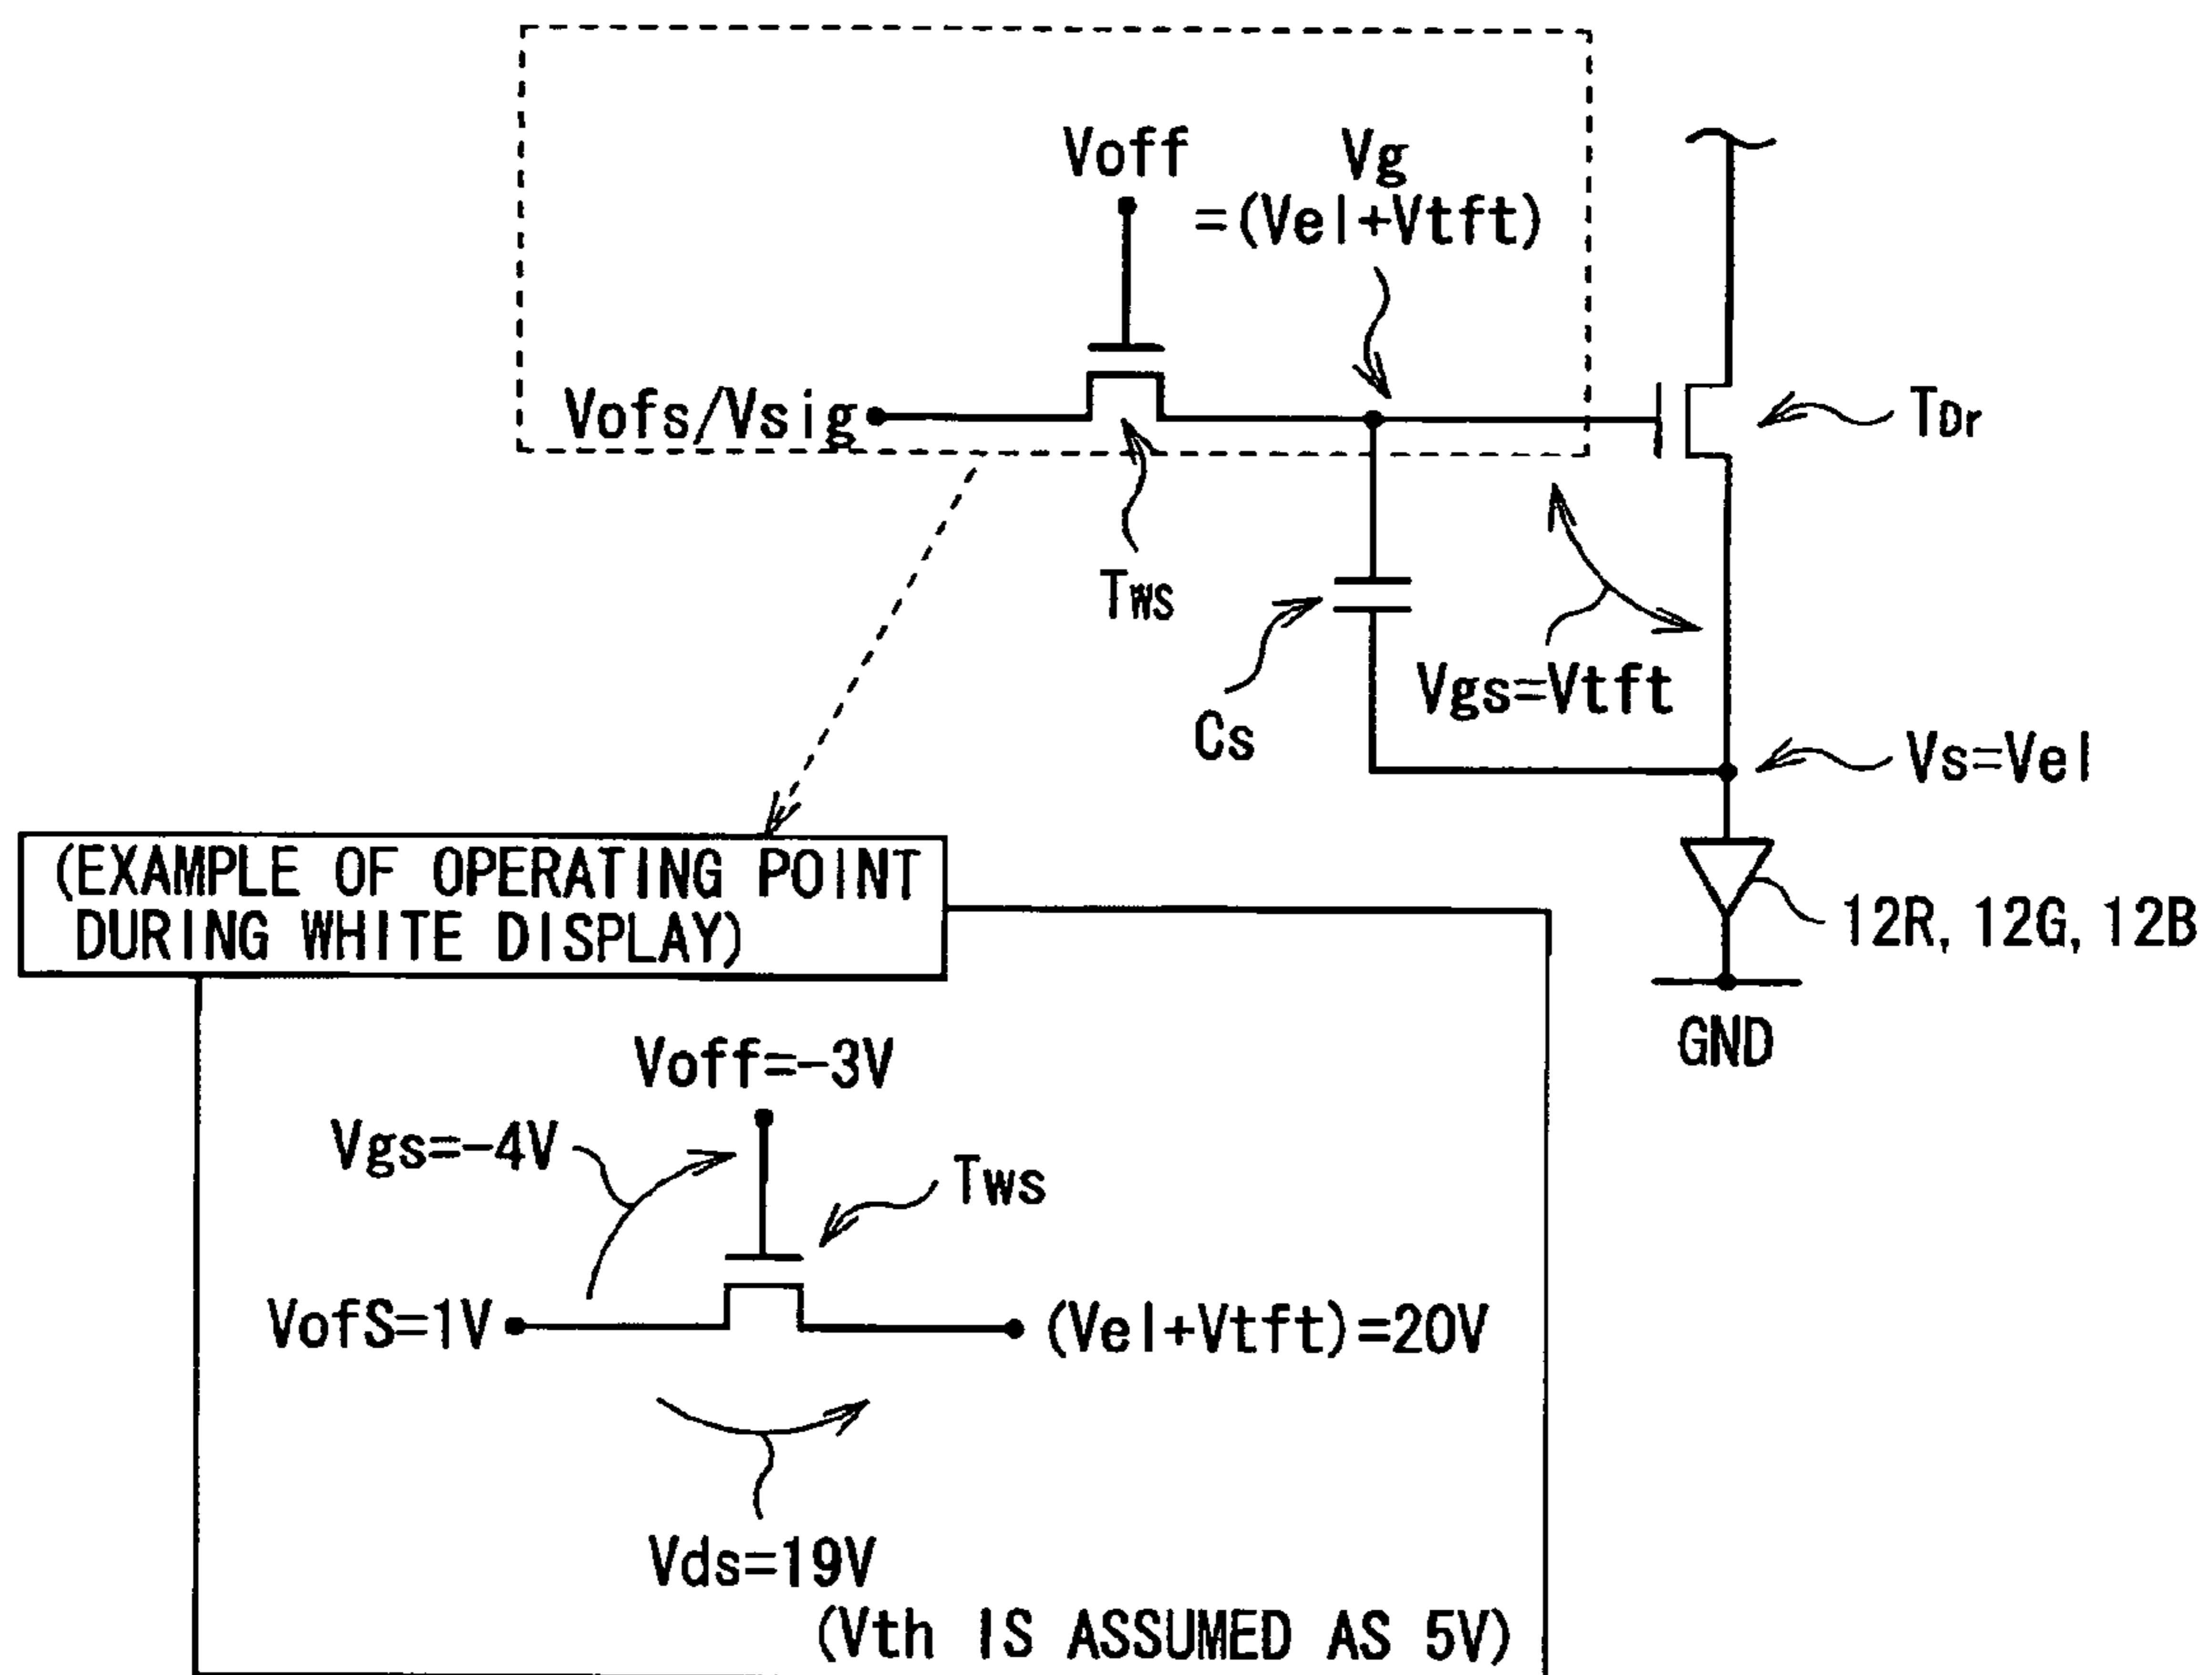 Voff
Vg
=(Vel+Vtft)
Vofs/Vsig
TDr
Tws
Cs
Vgs=Vtft
Vs=Vel
12R, 12G, 12B
GND
(EXAMPLE OF OPERATING POINT
DURING WHITE DISPLAY)
Voff=-3V
Vgs=-4V
Tws
VofS=1V
(Vel+Vtft)=20V
Vds=19V
(Vth IS ASSUMED AS 5V)